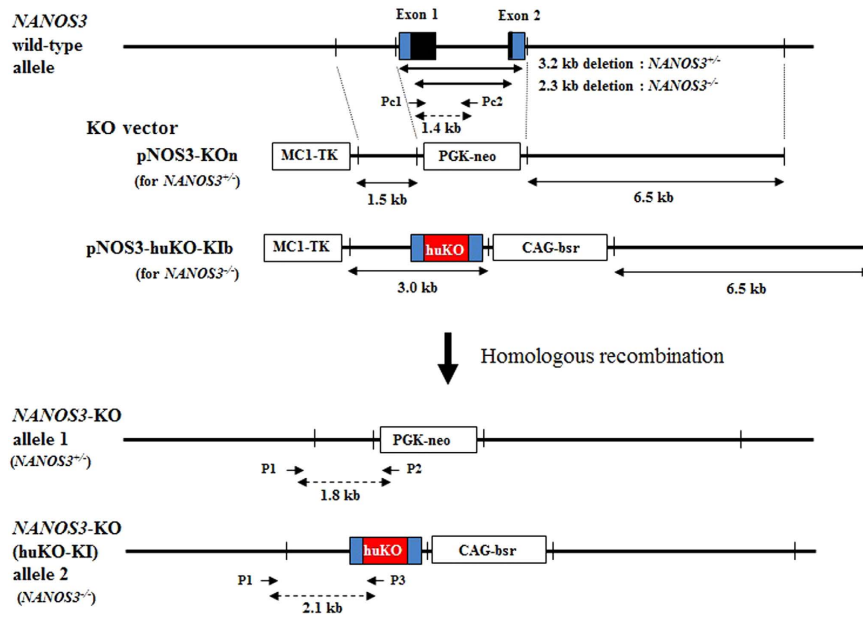 NANOS3
wild-type
allele
Exon 1
Exon 2
3.2 kb deletion : NANOS3+/-
2.3 kb deletion : NANOS3-/-
Pc1
Pc2
1.4 kb
KO vector
pNOS3-KOn
(for NANOS3+/-)
MC1-TK
PGK-neo
1.5 kb
6.5 kb
pNOS3-huKO-KIb
(for NANOS3-/-)
MC1-TK
huKO
CAG-bsr
3.0 kb
6.5 kb
Homologous recombination
NANOS3-KO
allele 1
(NANOS3+/-)
PGK-neo
P1
P2
1.8 kb
NANOS3-KO
(huKO-KI)
allele 2
(NANOS3-/-)
huKO
CAG-bsr
P1
P3
2.1 kb